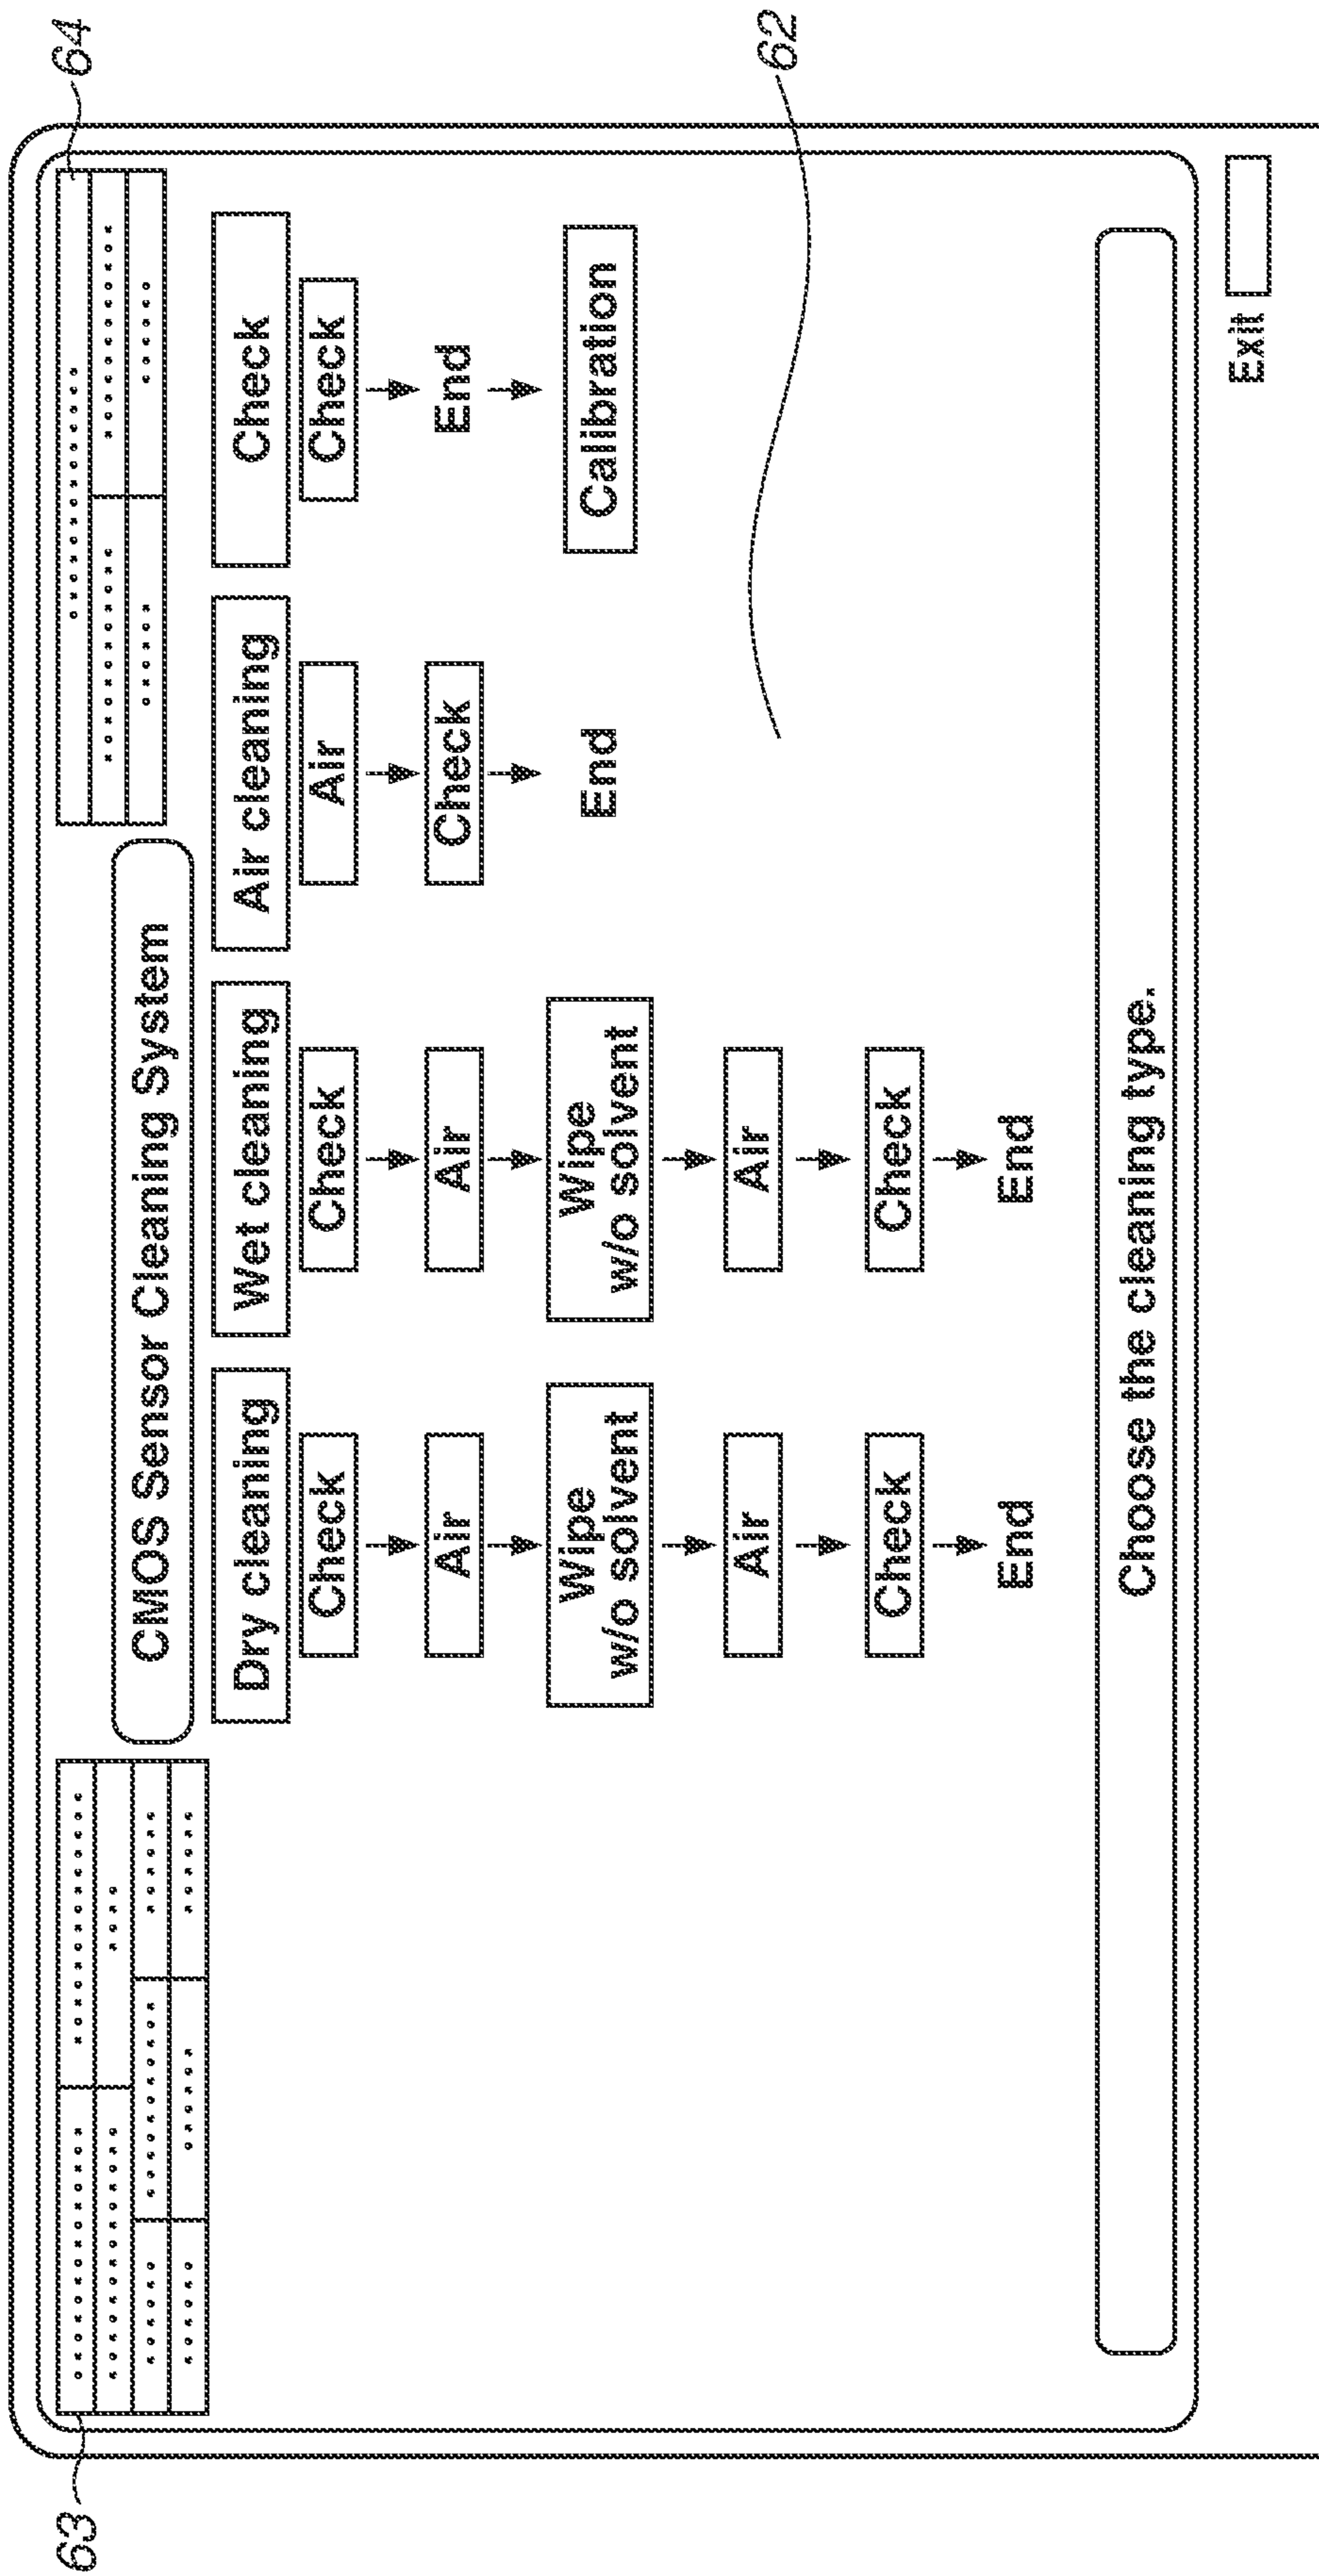 63
64
CMOS Sensor Cleaning System
Dry cleaning
Check
Air
Wipe
w/o solvent
Air
Check
End
Wet cleaning
Check
Air
Wipe
w/o solvent
Air
Check
End
Air cleaning
Air
Check
End
Check
Check
End
Calibration
62
Choose the cleaning type.
Exit